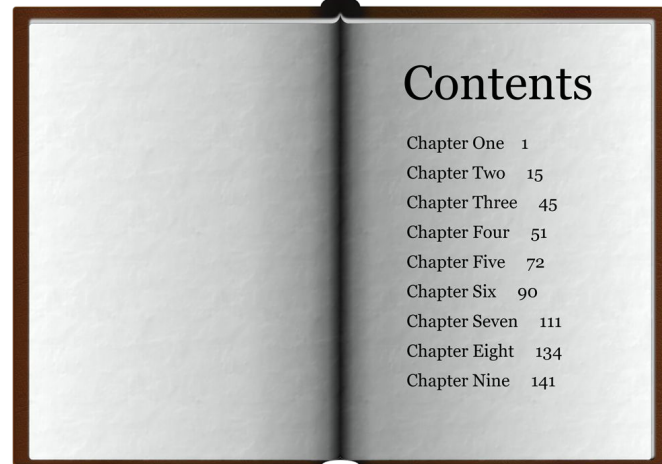 Contents
Chapter One 1
Chapter Two 15
Chapter Three 45
Chapter Four 51
Chapter Five 72
Chapter Six 90
Chapter Seven 111
Chapter Eight 134
Chapter Nine 141